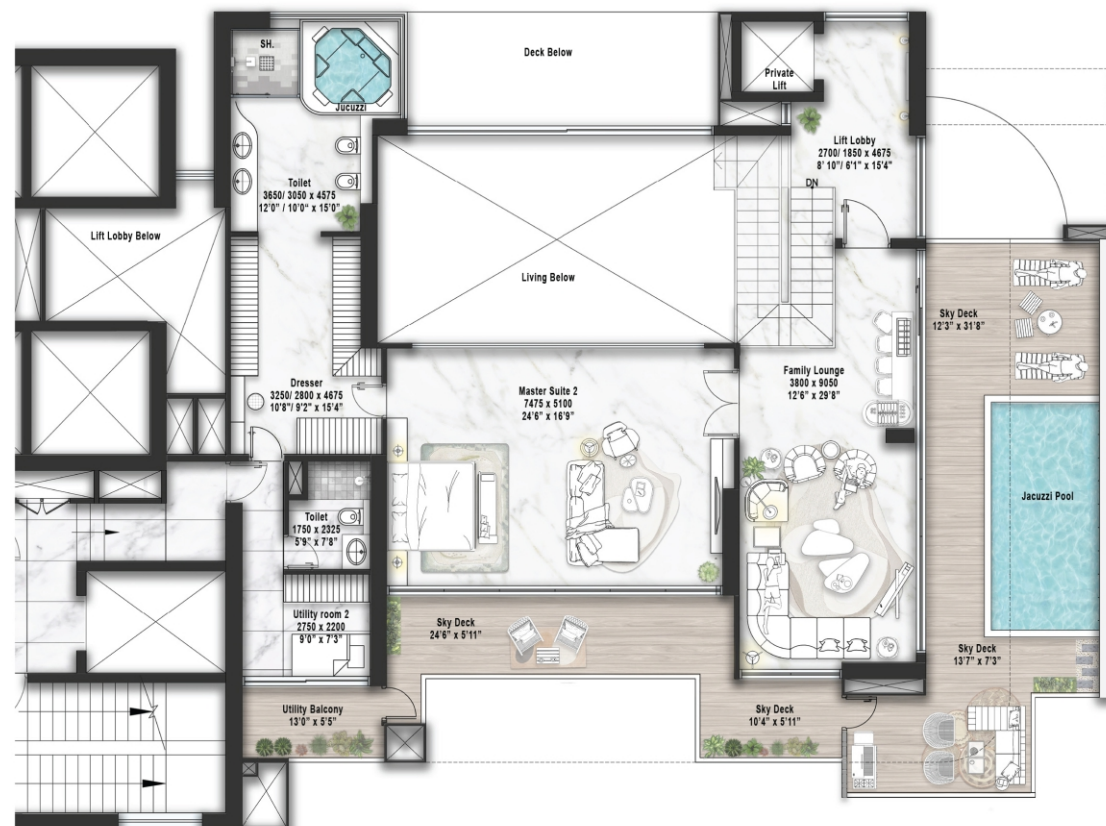 SH.
Jucuzzi
Deck Below
Private
Lift
Lift Lobby
2700/ 1850 x 4675
8' 10"/ 6'1" x 15'4"
DN
Toilet
3650/ 3050 x 4575
12'0" / 10'0" x 15'0"
Lift Lobby Below
Living Below
Sky Deck
12'3" x 31'8"
Dresser
3250/ 2800 x 4675
10'8"/ 9'2" x 15'4"
Master Suite 2
7475 x 5100
24'6" x 16'9"
Family Lounge
3800 x 9050
12'6" x 29'8"
Jacuzzi Pool
Toilet
1750 x 2325
5'9" x 7'8"
Utility room 2
2750 x 2200
9'0" x 7'3"
Sky Deck
24'6" x 5'11"
Sky Deck
13'7" x 7'3"
Utility Balcony
13'0" x 5'5"
Sky Deck
10'4" x 5'11"